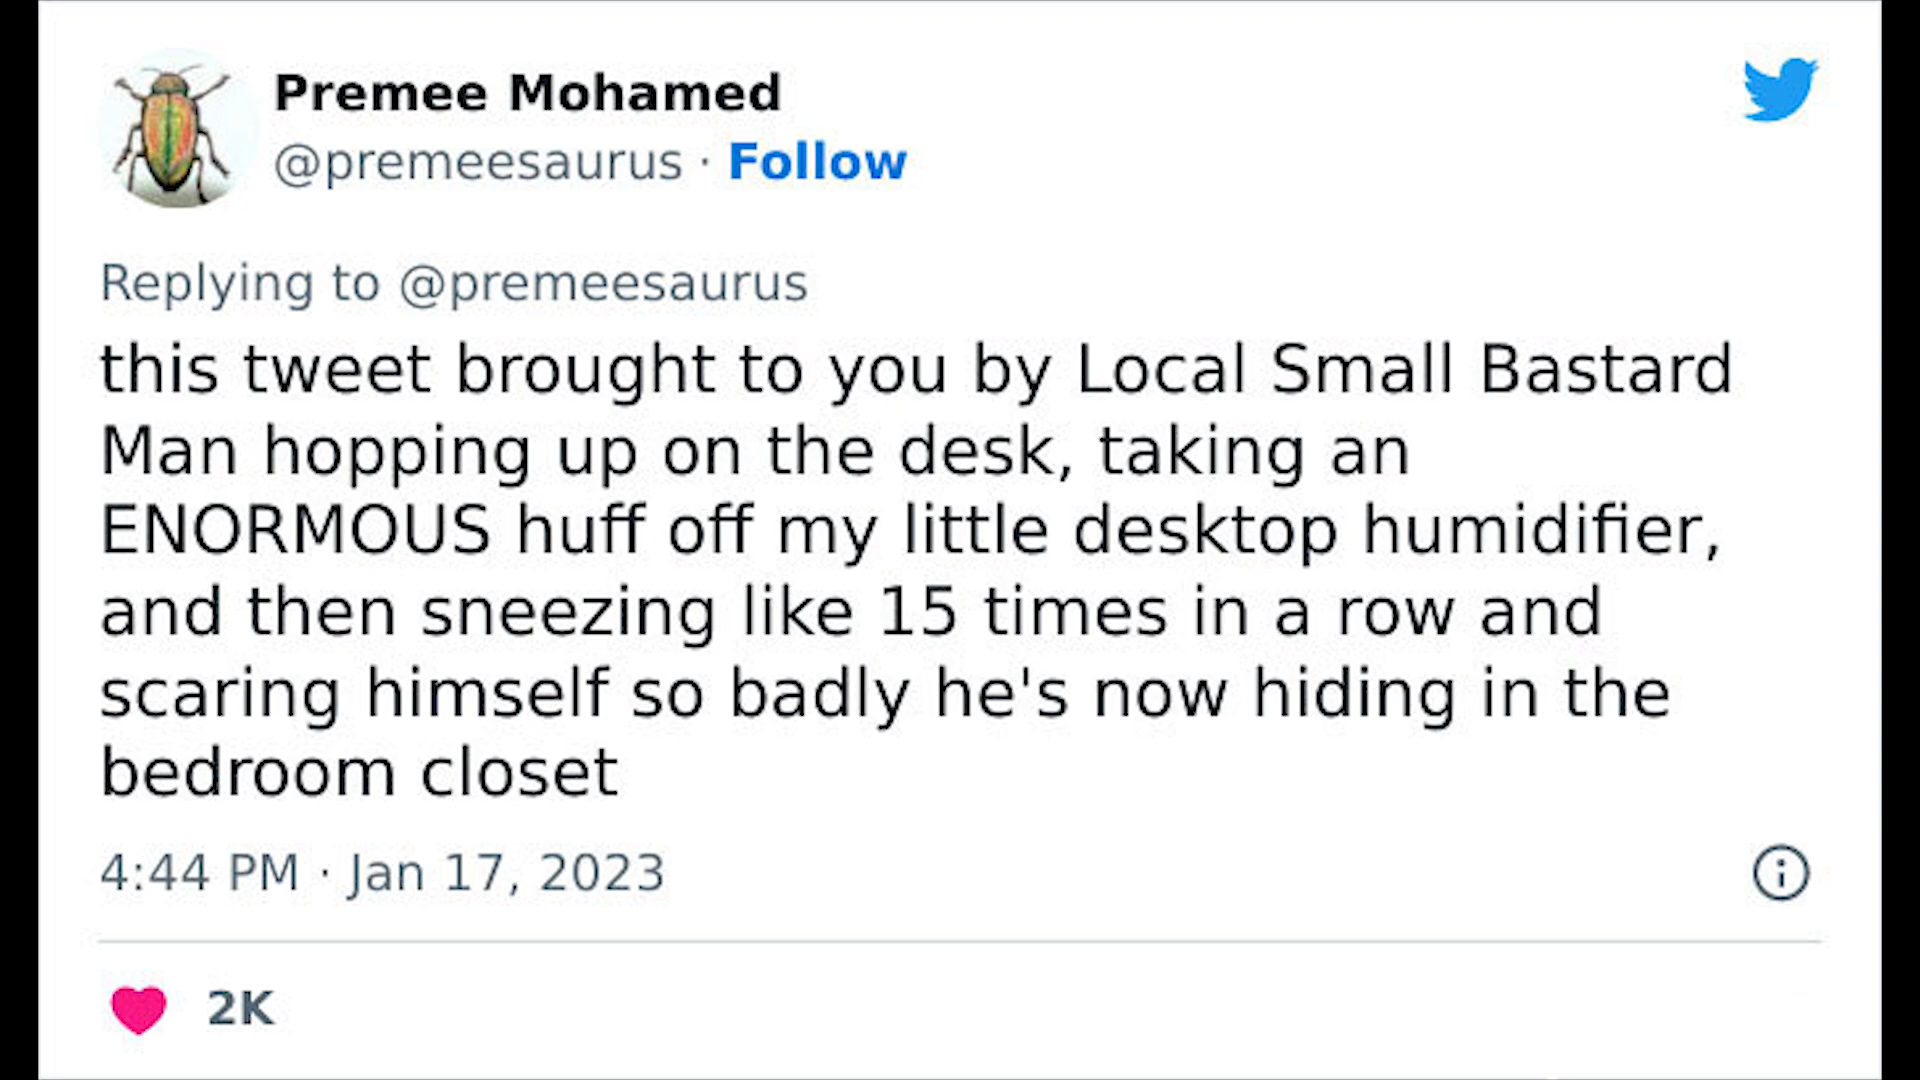 Premee Mohamed
@premeesaurus · Follow
Replying to @premeesaurus
this tweet brought to you by Local Small Bastard
Man hopping up on the desk, taking an
ENORMOUS huff off my little desktop humidifier,
and then sneezing like 15 times in a row and
scaring himself so badly he's now hiding in the
bedroom closet
4:44 PM · Jan 17, 2023
2K